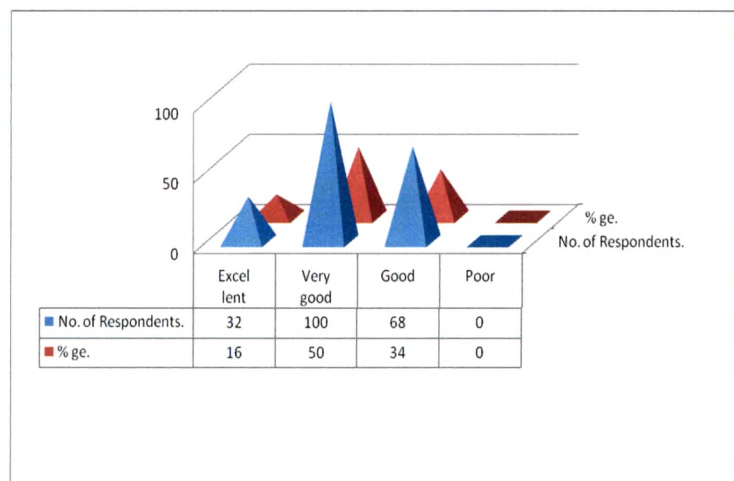 100
50
0
% ge.
No. of Respondents.
Excel
lent
Very
good
Good
Poor
No. of Respondents. 32 100 68 0
% ge. 16 50 34 0